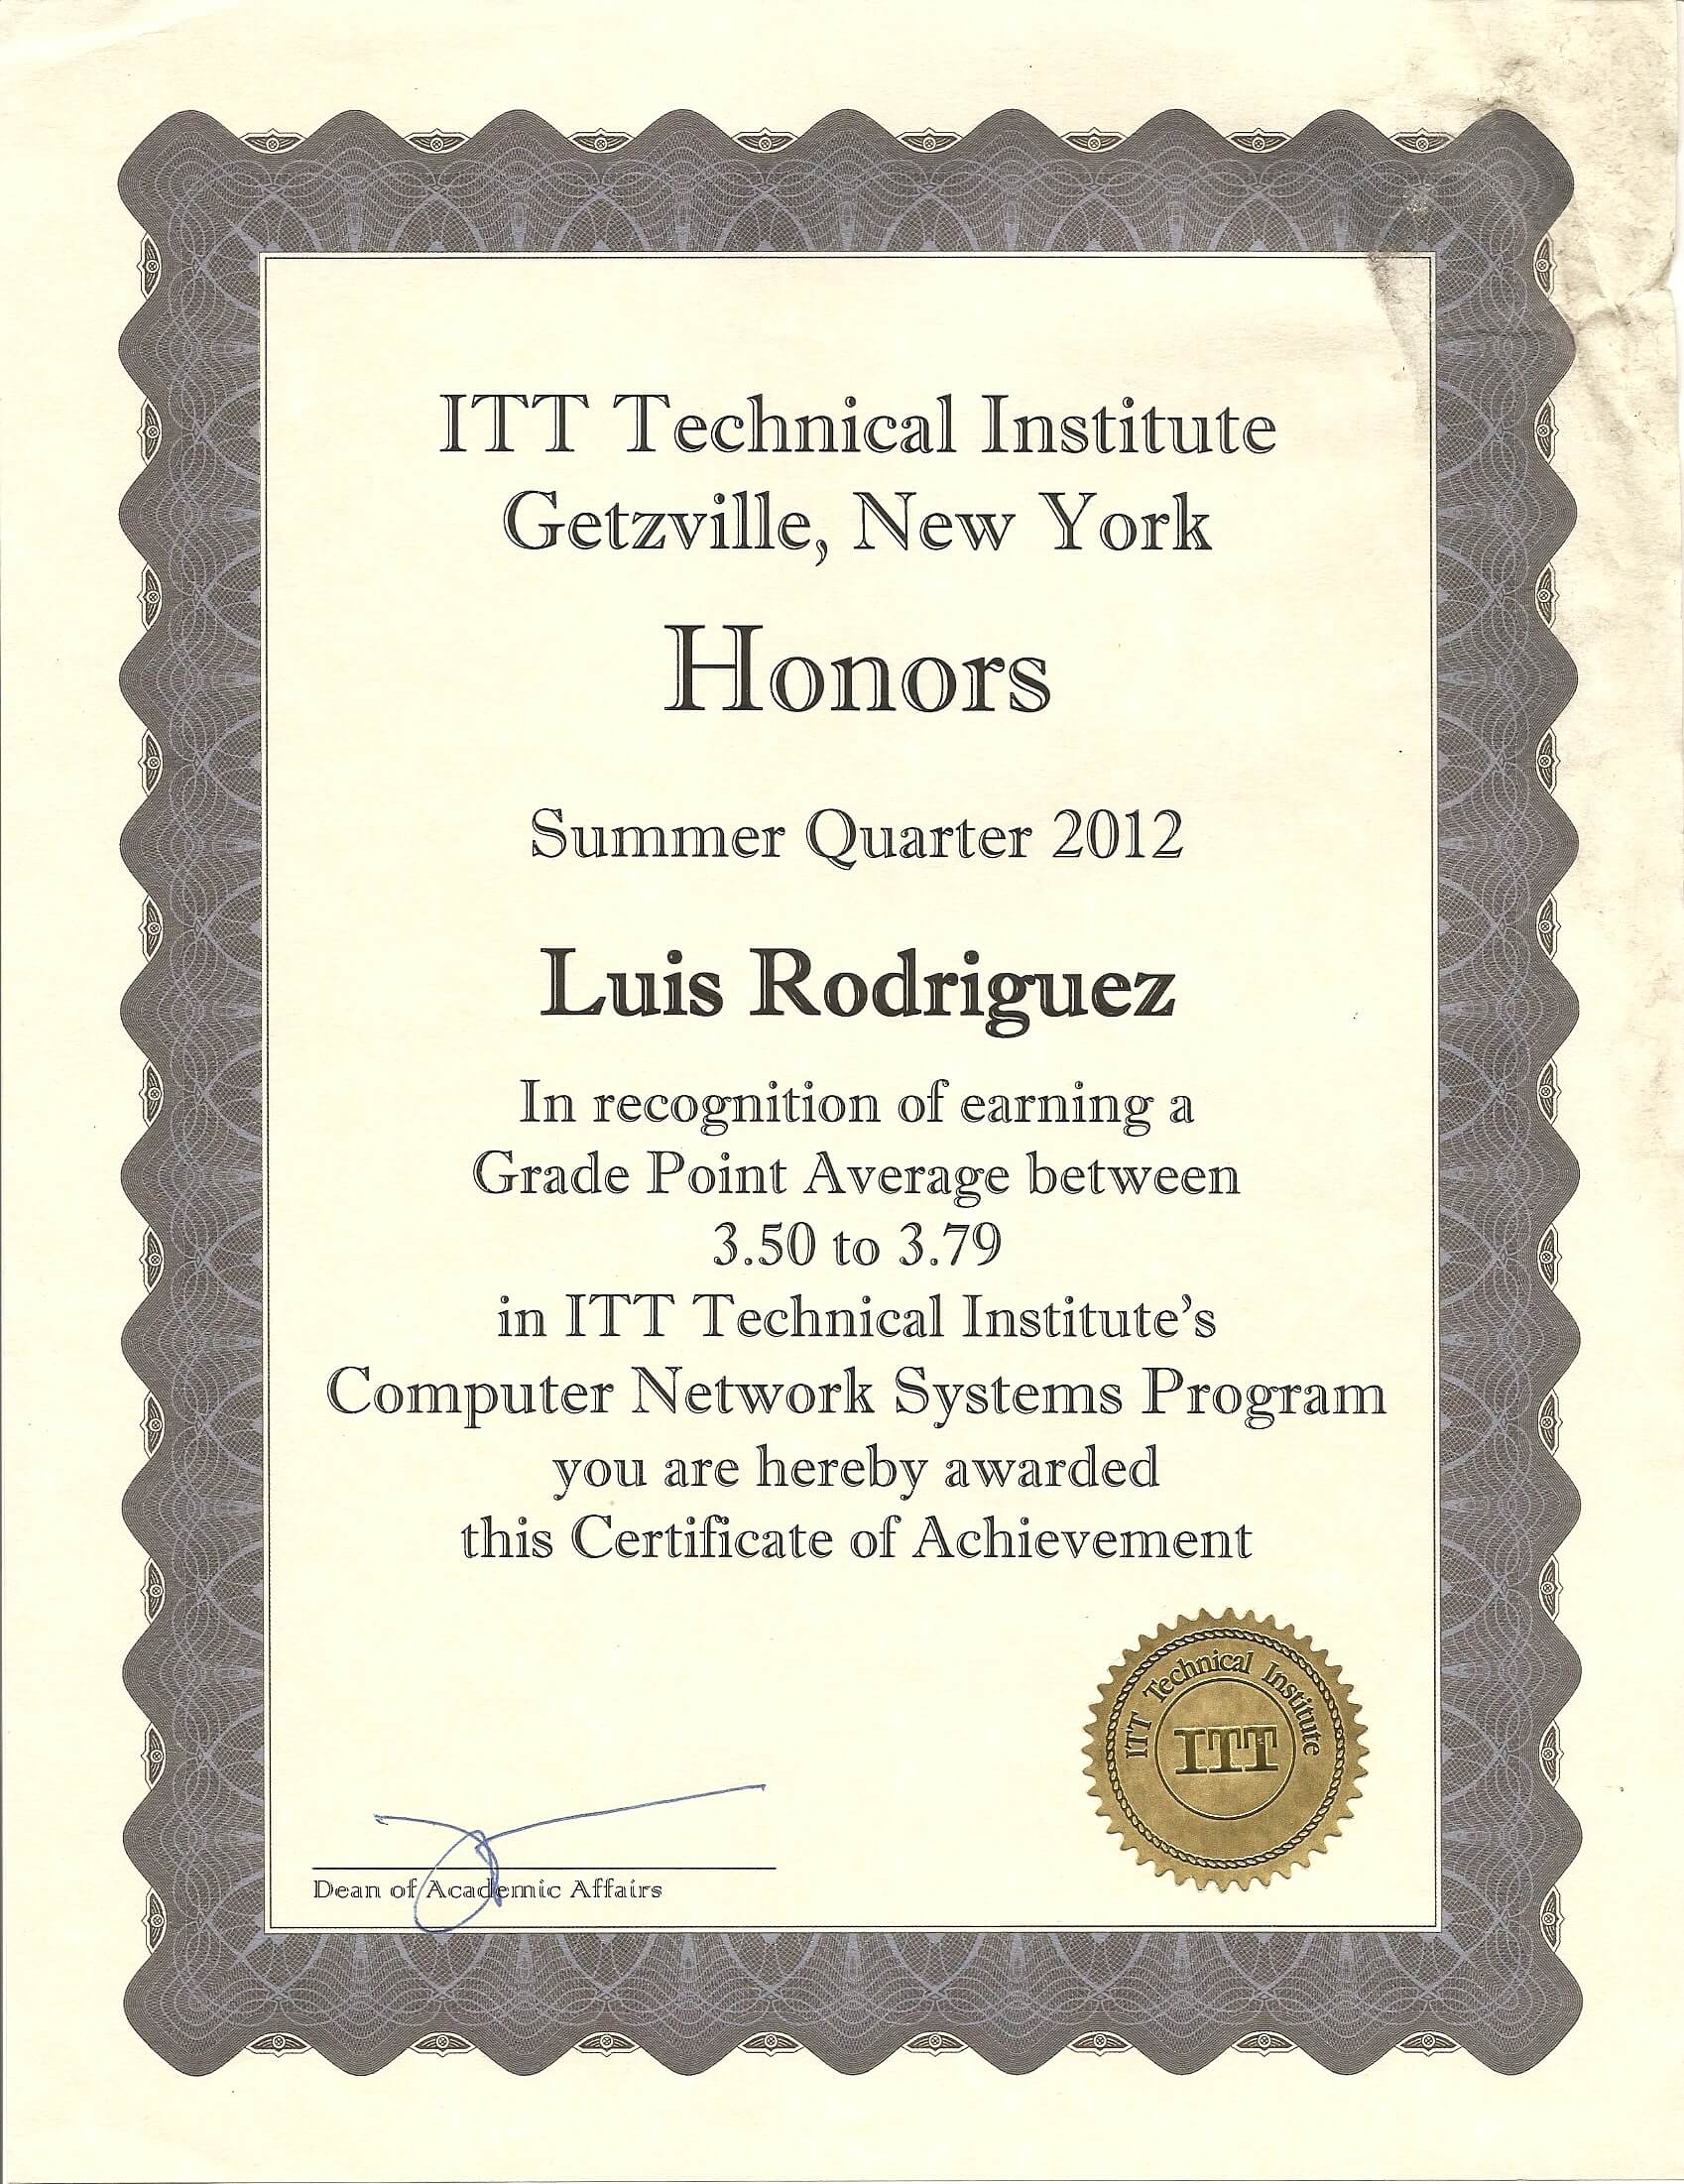 ITT Technical Institute
Getzville, New York
Honors
Summer Quarter 2012
Luis Rodriguez
In recognition of earning a
Grade Point Average between
3.50 to 3.79
in ITT Technical Institute's
Computer Network Systems Program
you are hereby awarded
this Certificate of Achievement
ITT Technical Institute
ITT
Dean of Academic Affairs